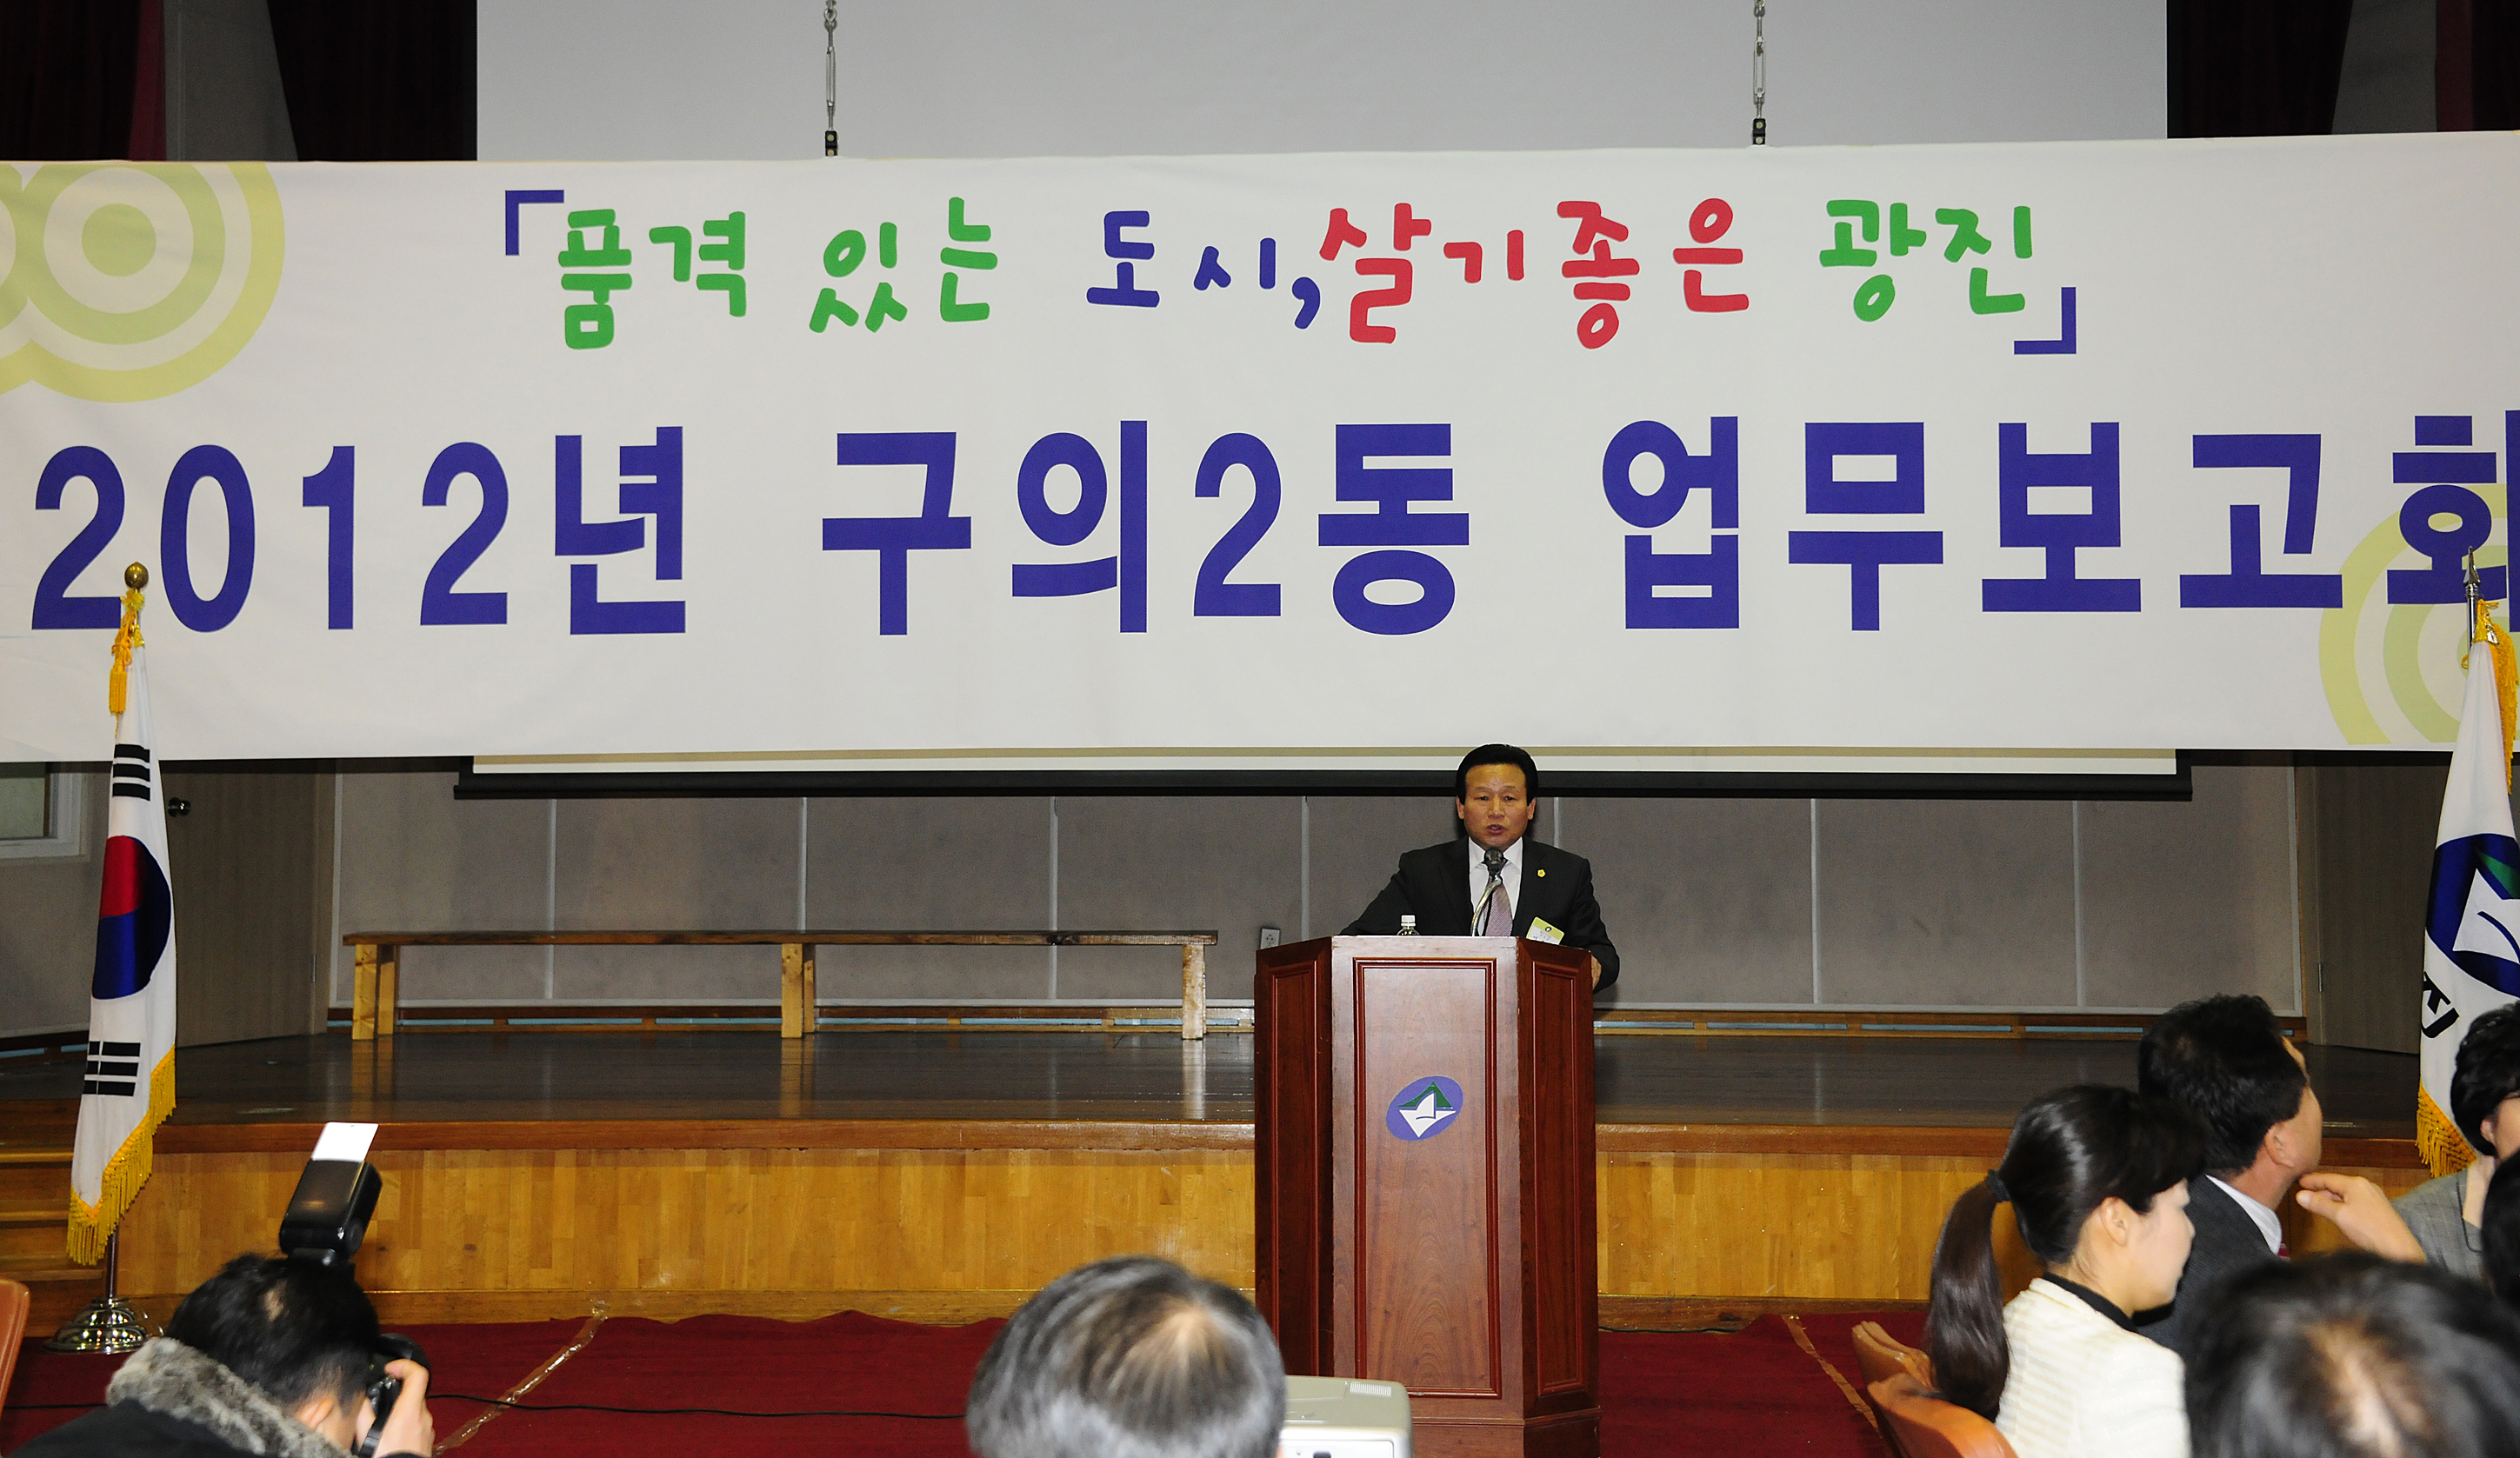 「품격 있는 도시,살기좋은 광진」
2012년 구의2동 업무보고회
진